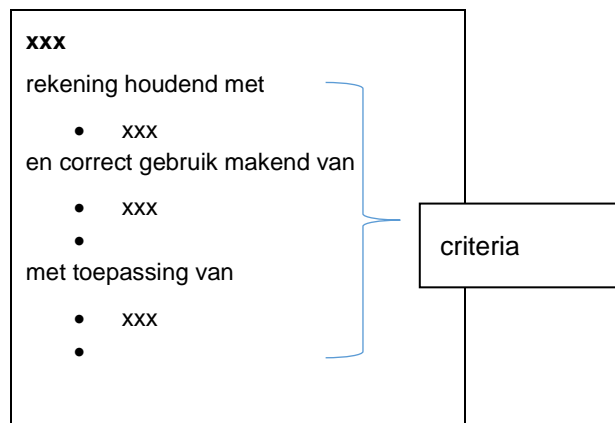 xxx
rekening houdend met
• xxx
en correct gebruik makend van
• xxx
•
met toepassing van
• xxx
•
criteria